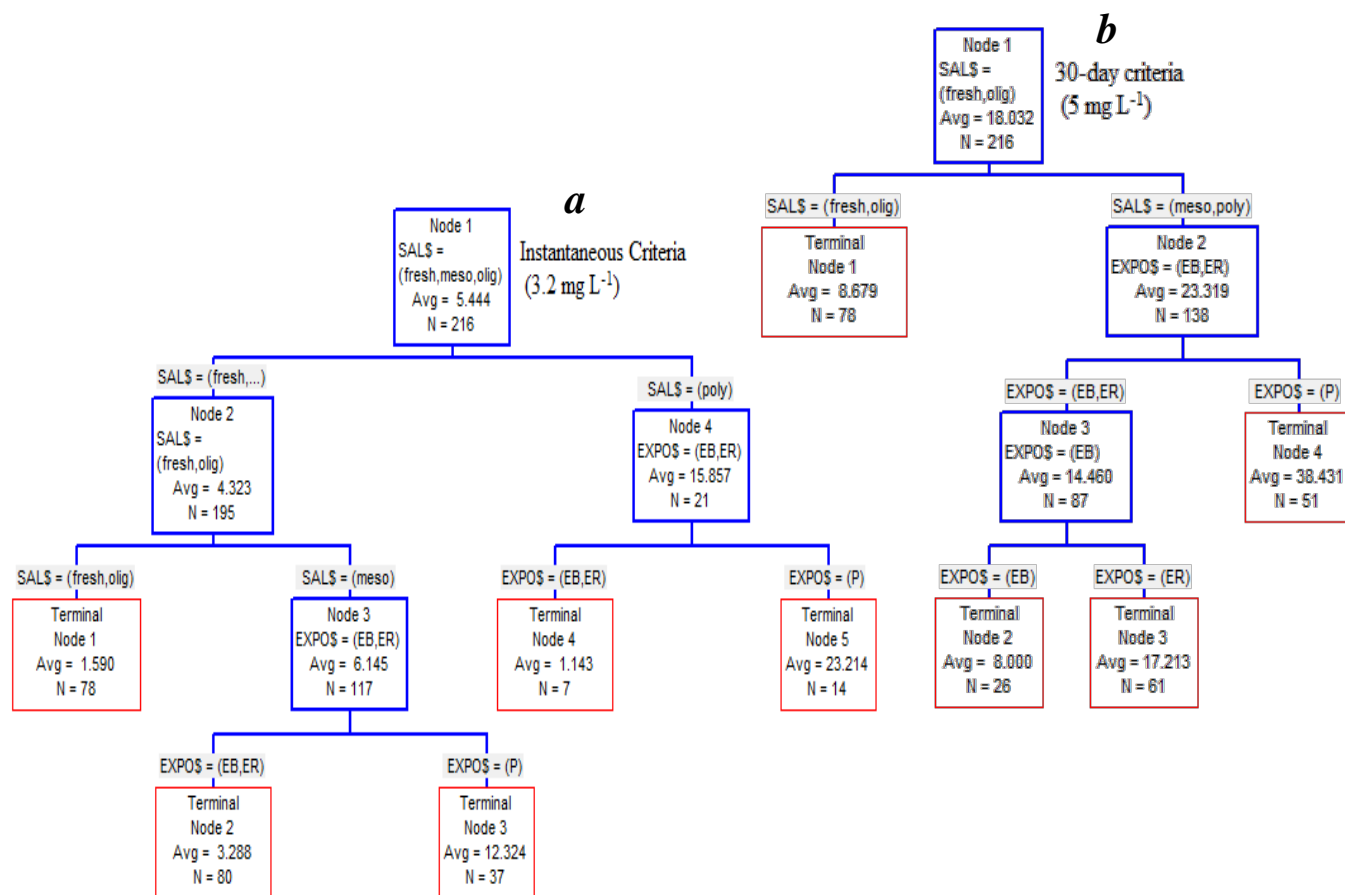 a
Instantaneous Criteria
(3.2 mg L-1)
Node 1
SAL$ =
(fresh,meso,olig)
Avg = 5.444
N = 216
SAL$ = (fresh,...)
Node 2
SAL$ =
(fresh,olig)
Avg = 4.323
N = 195
SAL$ = (poly)
Node 4
EXPO$ = (EB,ER)
Avg = 15.857
N = 21
SAL$ = (fresh,olig)
Terminal
Node 1
Avg = 1.590
N = 78
SAL$ = (meso)
Node 3
EXPO$ = (EB,ER)
Avg = 6.145
N = 117
EXPO$ = (EB,ER)
Terminal
Node 4
Avg = 1.143
N = 7
EXPO$ = (P)
Terminal
Node 5
Avg = 23.214
N = 14
EXPO$ = (EB,ER)
Terminal
Node 2
Avg = 3.288
N = 80
EXPO$ = (P)
Terminal
Node 3
Avg = 12.324
N = 37
b
30-day criteria
(5 mg L-1)
Node 1
SAL$ =
(fresh,olig)
Avg = 18.032
N = 216
SAL$ = (fresh,olig)
Terminal
Node 1
Avg = 8.679
N = 78
SAL$ = (meso,poly)
Node 2
EXPO$ = (EB,ER)
Avg = 23.319
N = 138
EXPO$ = (EB,ER)
Node 3
EXPO$ = (EB)
Avg = 14.460
N = 87
EXPO$ = (P)
Terminal
Node 4
Avg = 38.431
N = 51
EXPO$ = (EB)
Terminal
Node 2
Avg = 8.000
N = 26
EXPO$ = (ER)
Terminal
Node 3
Avg = 17.213
N = 61